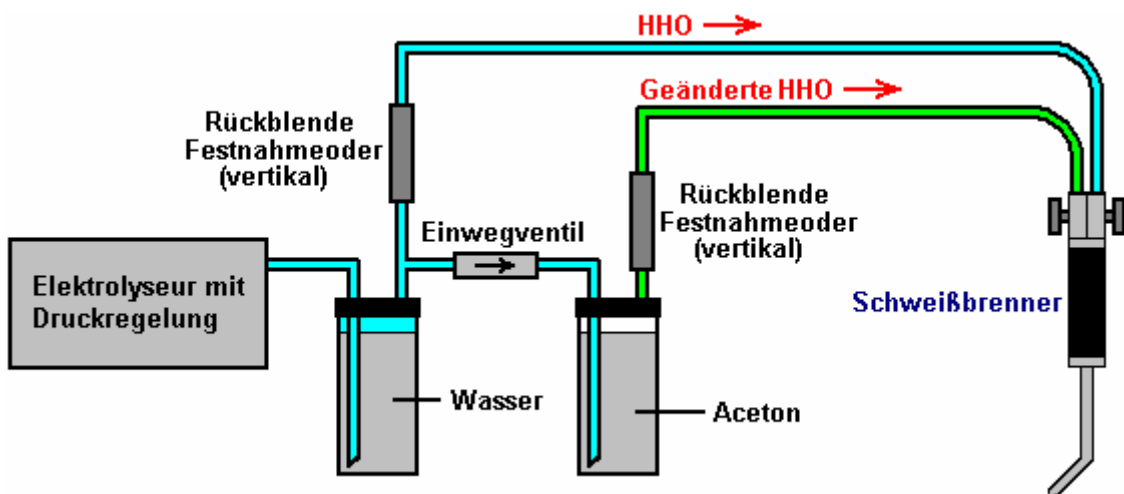 HHO
Geänderte HHO
Rückblende
Festnahmeoder
(vertikal)
Rückblende
Festnahmeoder
(vertikal)
Einwegventil
Elektrolyseur mit
Druckregelung
Schweißbrenner
Wasser
Aceton